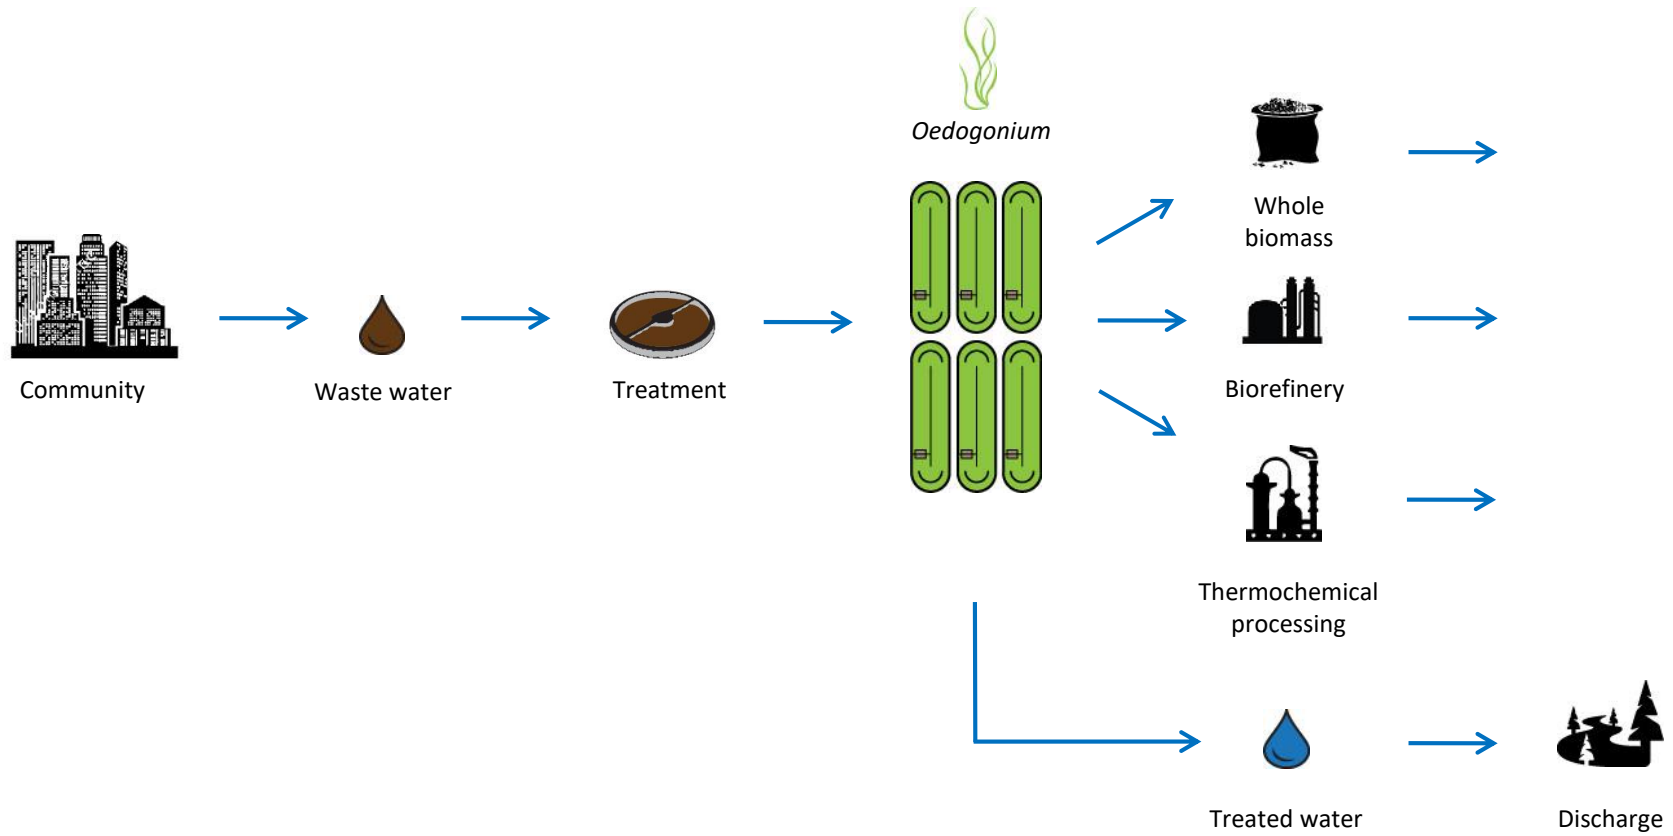 Oedogonium
Whole
biomass
Community
Waste water
Treatment
Biorefinery
Thermochemical
processing
Treated water
Discharge